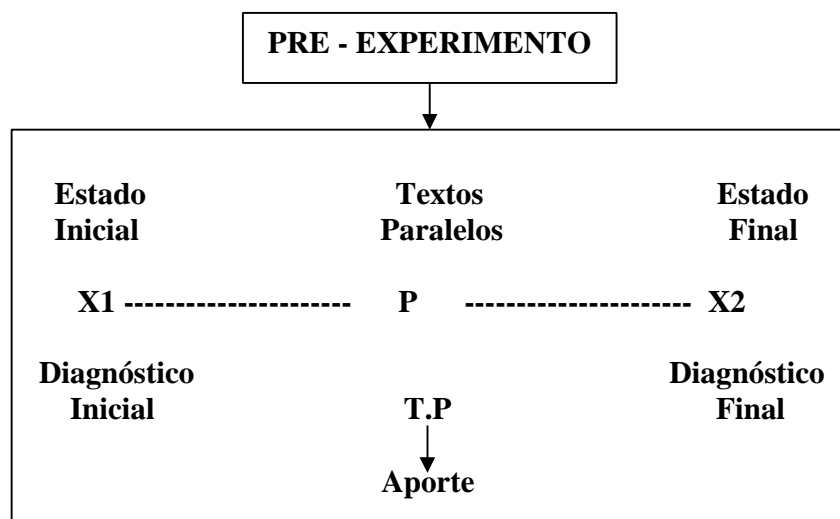 PRE - EXPERIMENTO
Estado Textos Estado
Inicial Paralelos Final
X1 ---------------------- P ---------------------- X2
Diagnóstico Diagnóstico
Inicial T.P Final
Aporte